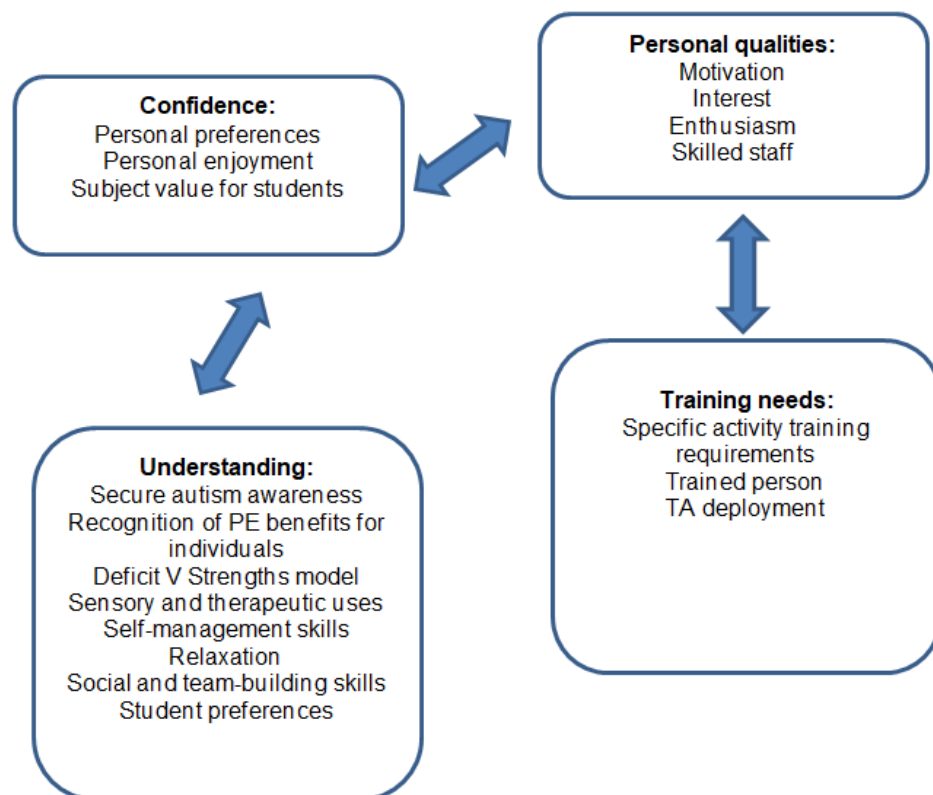 Confidence:
Personal preferences
Personal enjoyment
Subject value for students
Personal qualities:
Motivation
Interest
Enthusiasm
Skilled staff
Understanding:
Secure autism awareness
Recognition of PE benefits for
individuals
Deficit V Strengths model
Sensory and therapeutic uses
Self-management skills
Relaxation
Social and team-building skills
Student preferences
Training needs:
Specific activity training
requirements
Trained person
TA deployment